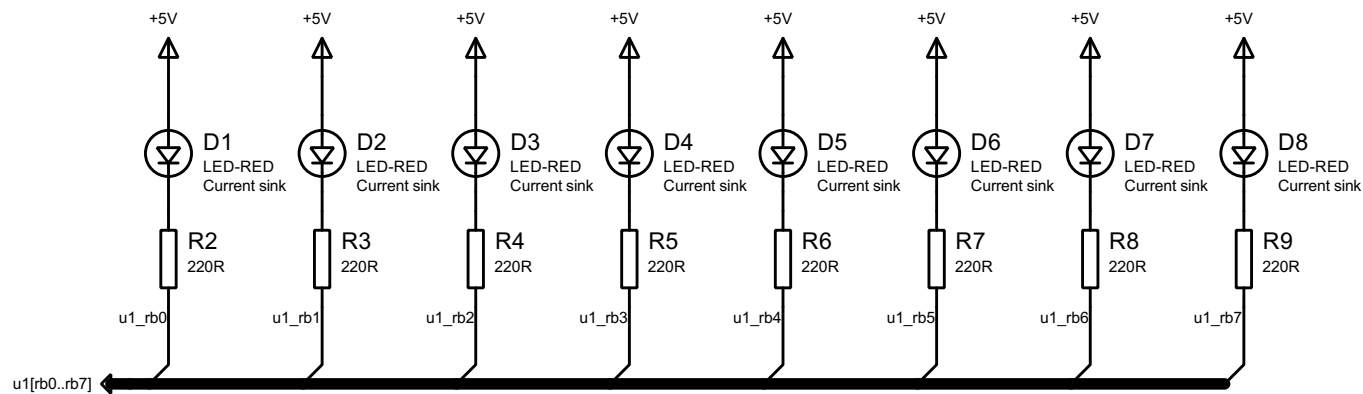 +5V +5V +5V +5V +5V +5V +5V +5V
D1 D2 D3 D4 D5 D6 D7 D8
LED-RED LED-RED LED-RED LED-RED LED-RED LED-RED LED-RED LED-RED
Current sink Current sink Current sink Current sink Current sink Current sink Current sink Current sink
R2 R3 R4 R5 R6 R7 R8 R9
220R 220R 220R 220R 220R 220R 220R 220R
u1_rb0 u1_rb1 u1_rb2 u1_rb3 u1_rb4 u1_rb5 u1_rb6 u1_rb7
u1[rb0..rb7]